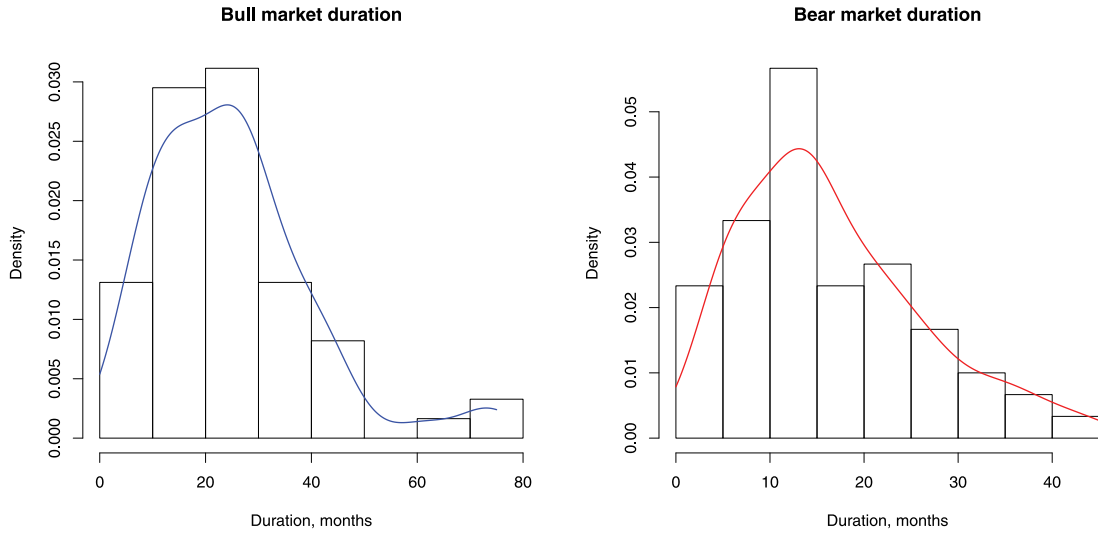 Bull market duration
Density
0.000
0.005
0.010
0.015
0.020
0.025
0.030
0 20 40 60 80
Duration, months
Bear market duration
Density
0.00
0.01
0.02
0.03
0.04
0.05
0 10 20 30 40
Duration, months